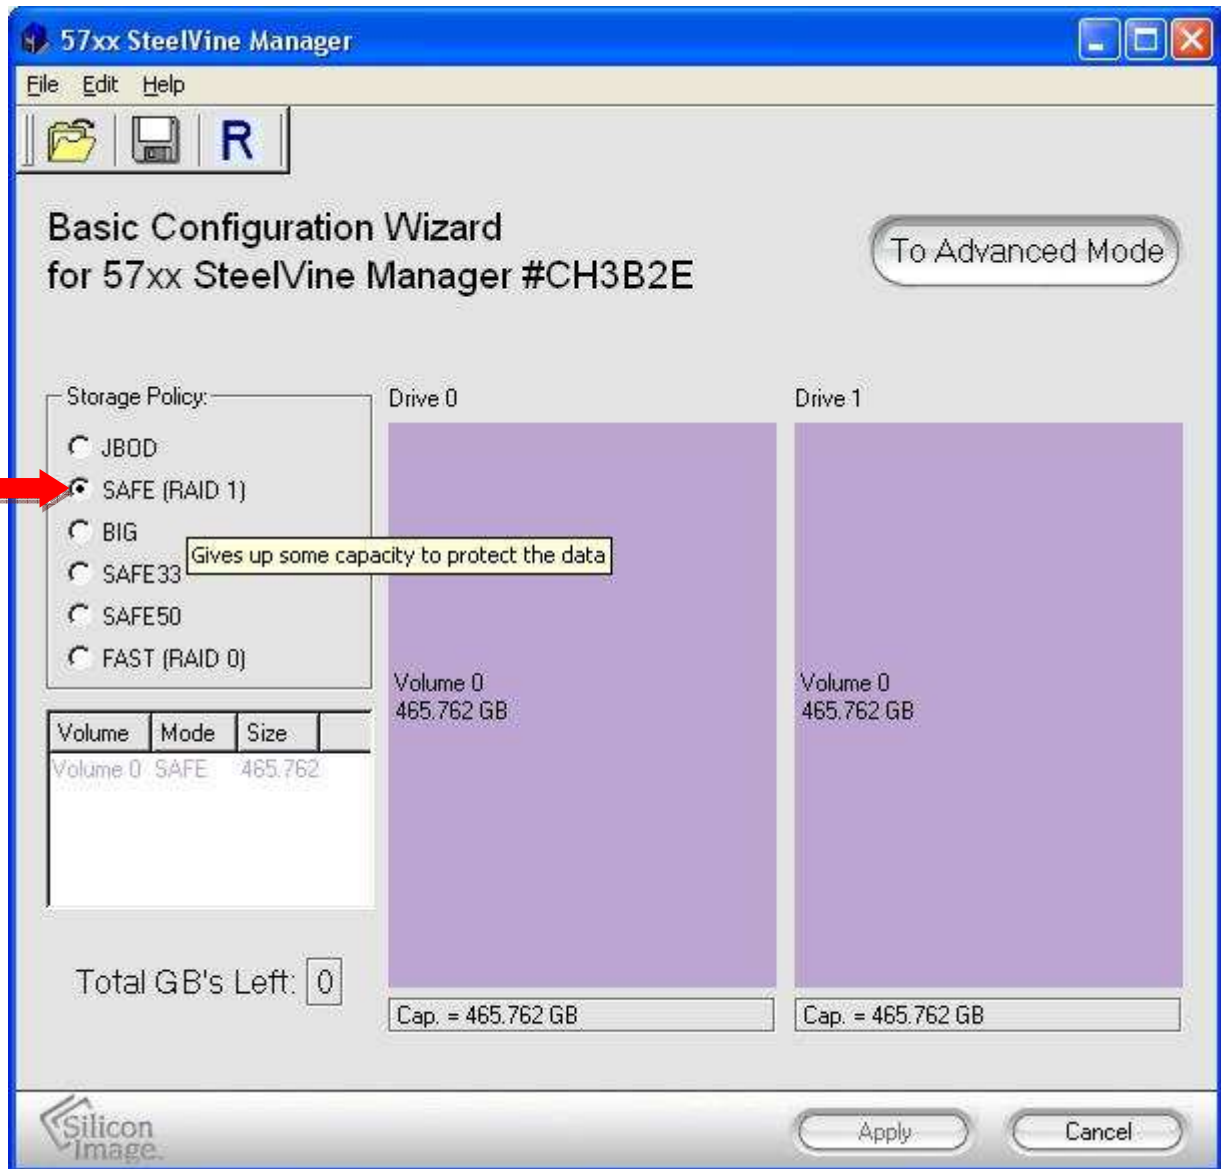 57xx SteelVine Manager
File Edit Help
R
Basic Configuration Wizard
for 57xx SteelVine Manager #CH3B2E
To Advanced Mode
Storage Policy:
JBOD
SAFE (RAID 1)
BIG
Gives up some capacity to protect the data
SAFE33
SAFE50
FAST (RAID 0)
Drive 0
Volume 0
465.762 GB
Cap. = 465.762 GB
Drive 1
Volume 0
465.762 GB
Cap. = 465.762 GB
Volume Mode Size
Volume 0 SAFE 465.762
Total GB's Left: 0
Silicon
Image.
Apply
Cancel